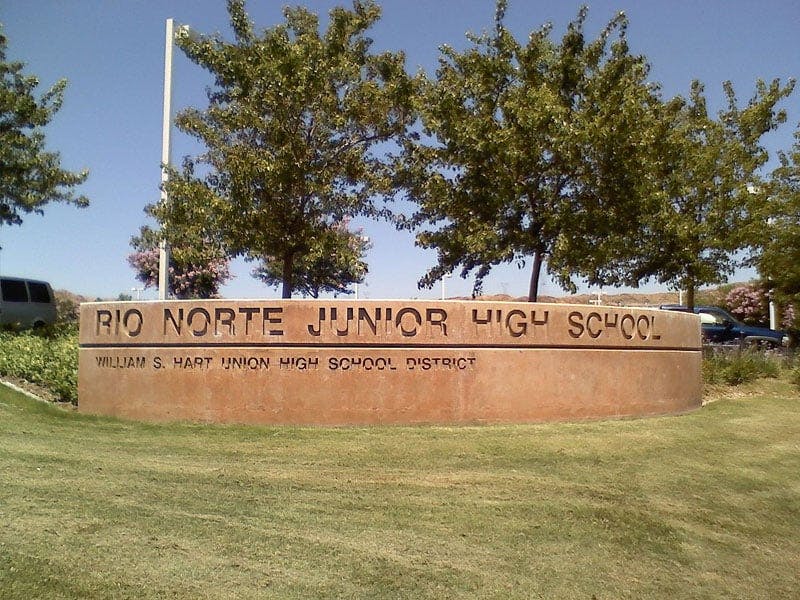 RIO NORTE JUNIOR HIGH SCHOOL
WILLIAM S. HART UNION HIGH SCHOOL DISTRICT